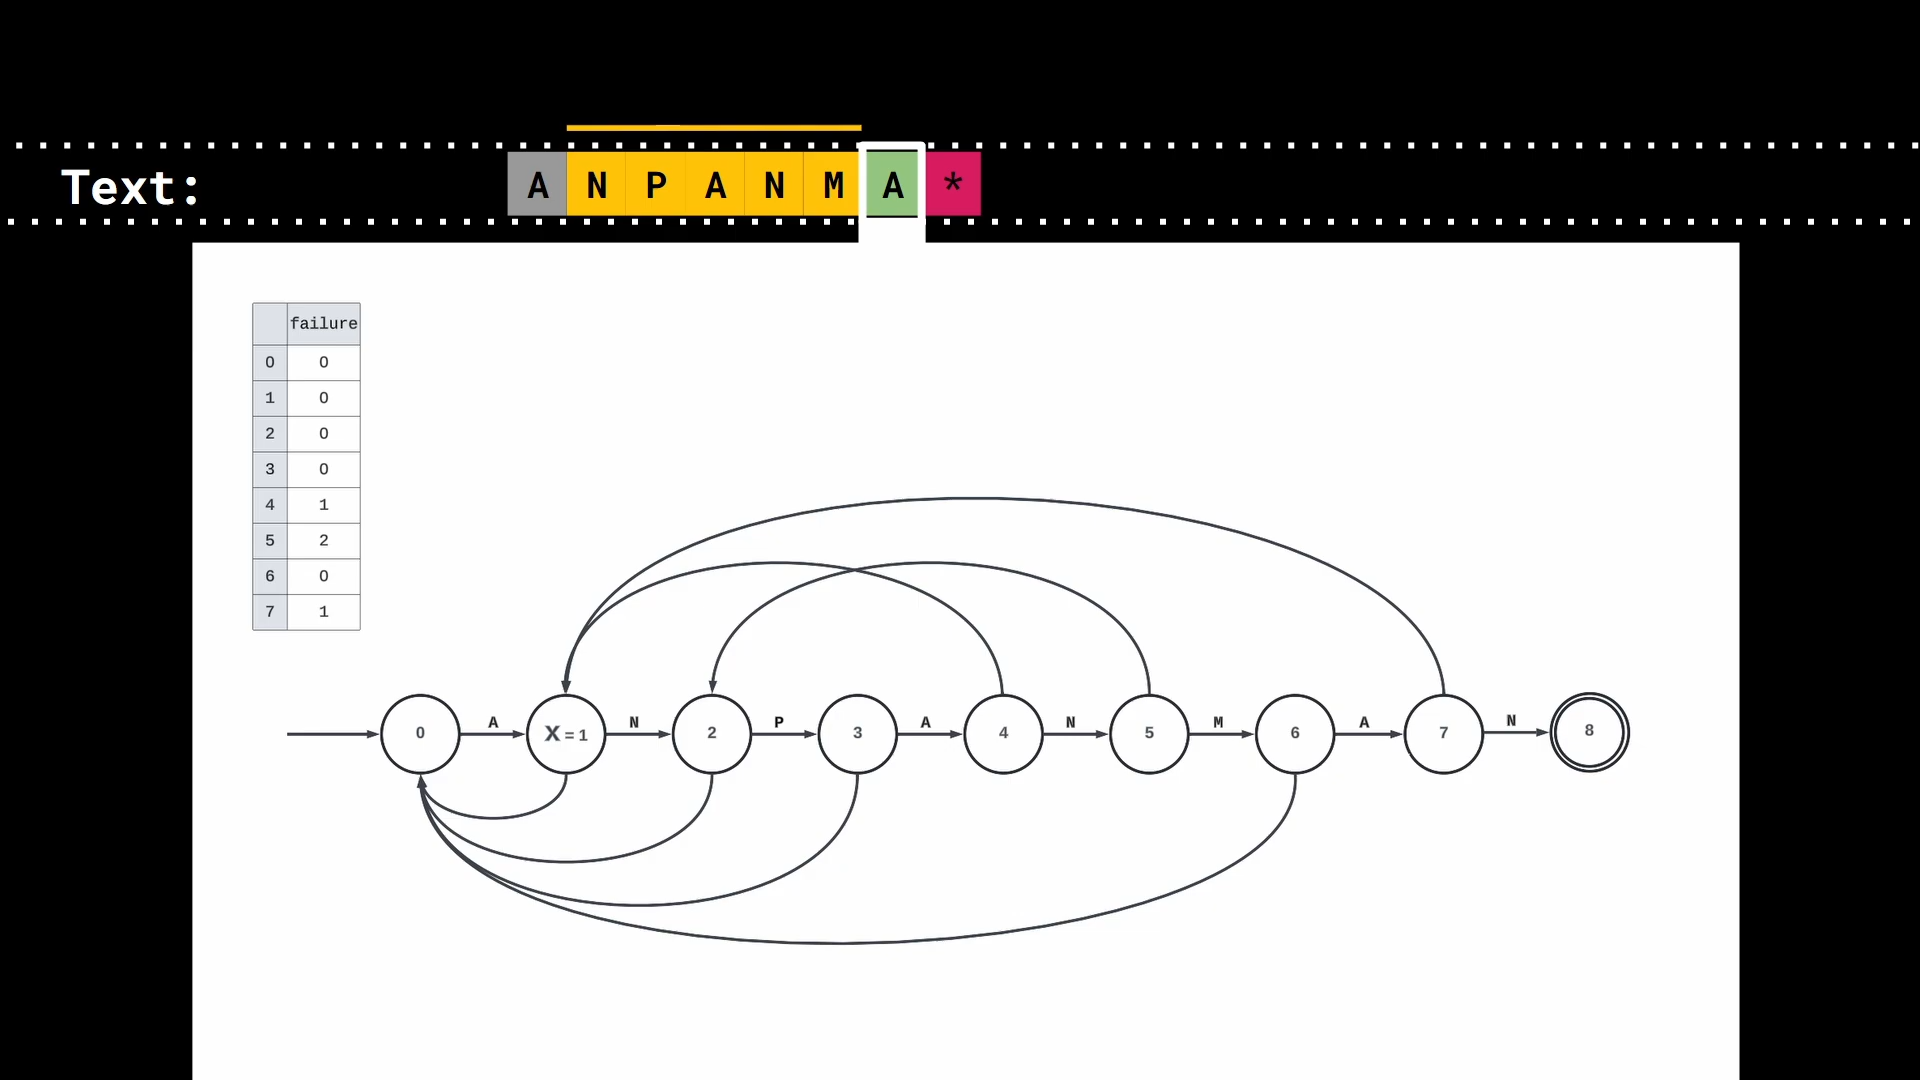 Text: A N P A N M A *
failure
0 0
1 0
2 0
3 0
4 1
5 2
6 0
7 1
0 A X = 1 N 2 P 3 A 4 N 5 M 6 A 7 N 8